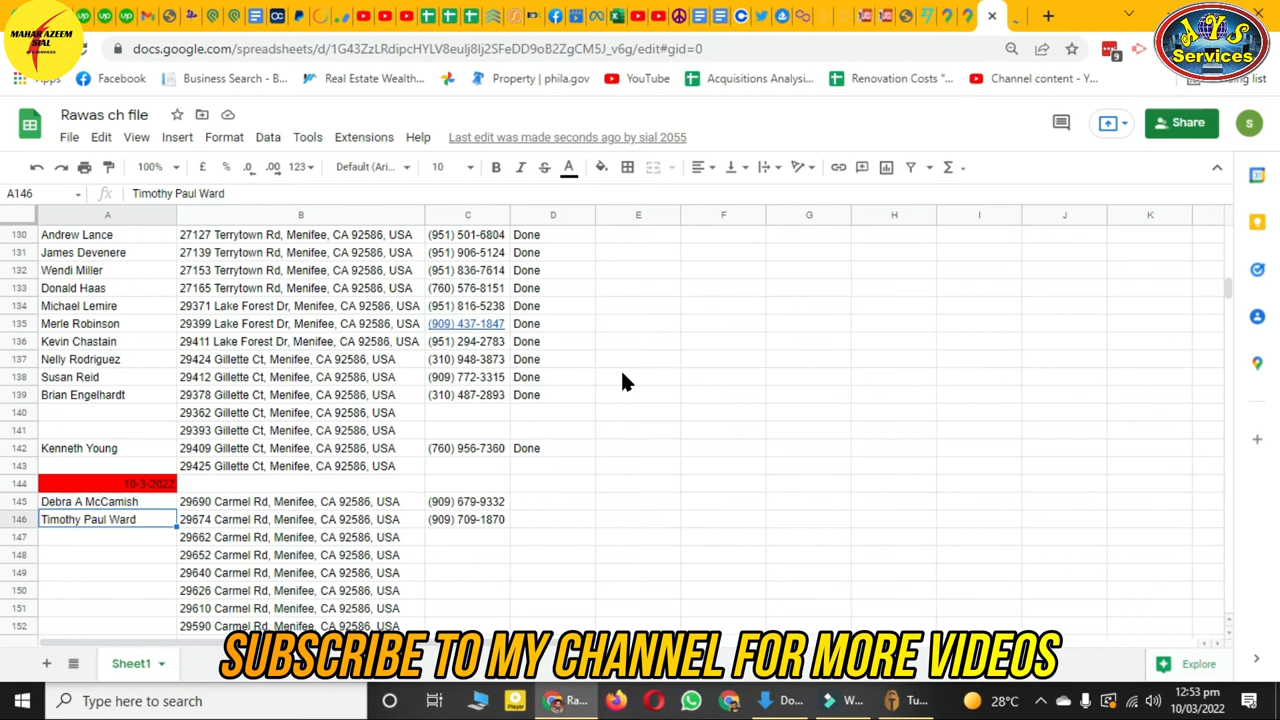 MAHAR AZEEM
SIAL
AYS
Services
docs.google.com/spreadsheets/d/1G43ZzLRdipcHYLV8eulj8lj2SFeDD9oB2ZgCM5J_v6g/edit#gid=0
9
Apps
Facebook
Business Search - B...
Real Estate Wealth...
Property | phila.gov
YouTube
Acquisitions Analysi...
Renovation Costs "...
Channel content - Y...
Rawas ch file
File Edit View Insert Format Data Tools Extensions Help Last edit was made seconds ago by sial 2055
Share
s
100% £ % .0 .00 123 Default (Ari... 10 B I S A
A146 fx Timothy Paul Ward
A B C D E F G H I J K
130 Andrew Lance 27127 Terrytown Rd, Menifee, CA 92586, USA (951) 501-6804 Done
131 James Devenere 27139 Terrytown Rd, Menifee, CA 92586, USA (951) 906-5124 Done
132 Wendi Miller 27153 Terrytown Rd, Menifee, CA 92586, USA (951) 836-7614 Done
133 Donald Haas 27165 Terrytown Rd, Menifee, CA 92586, USA (760) 576-8151 Done
134 Michael Lemire 29371 Lake Forest Dr, Menifee, CA 92586, USA (951) 816-5238 Done
135 Merle Robinson 29399 Lake Forest Dr, Menifee, CA 92586, USA (909) 437-1847 Done
136 Kevin Chastain 29411 Lake Forest Dr, Menifee, CA 92586, USA (951) 294-2783 Done
137 Nelly Rodriguez 29424 Gillette Ct, Menifee, CA 92586, USA (310) 948-3873 Done
138 Susan Reid 29412 Gillette Ct, Menifee, CA 92586, USA (909) 772-3315 Done
139 Brian Engelhardt 29378 Gillette Ct, Menifee, CA 92586, USA (310) 487-2893 Done
140 29362 Gillette Ct, Menifee, CA 92586, USA
141 29393 Gillette Ct, Menifee, CA 92586, USA
142 Kenneth Young 29409 Gillette Ct, Menifee, CA 92586, USA (760) 956-7360 Done
143 29425 Gillette Ct, Menifee, CA 92586, USA
144 10-3-2022
145 Debra A McCamish 29690 Carmel Rd, Menifee, CA 92586, USA (909) 679-9332
146 Timothy Paul Ward 29674 Carmel Rd, Menifee, CA 92586, USA (909) 709-1870
147 29662 Carmel Rd, Menifee, CA 92586, USA
148 29652 Carmel Rd, Menifee, CA 92586, USA
149 29640 Carmel Rd, Menifee, CA 92586, USA
150 29626 Carmel Rd, Menifee, CA 92586, USA
151 29610 Carmel Rd, Menifee, CA 92586, USA
152 29590 Carmel Rd, Menifee, CA 92586, USA
SUBSCRIBE TO MY CHANNEL FOR MORE VIDEOS
Sheet1
Explore
Type here to search
Ra...
Do...
W...
Tu...
28°C
12:53 pm
10/03/2022